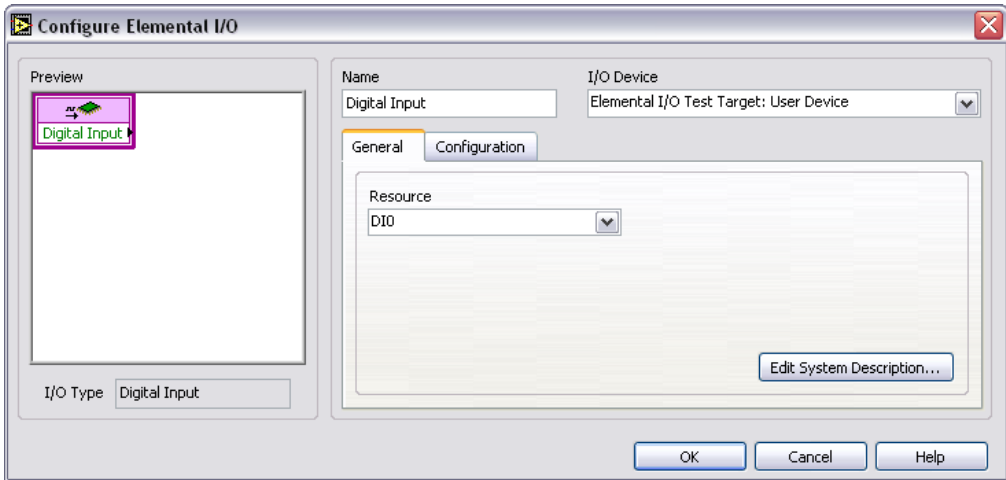 Configure Elemental I/O
Preview
Digital Input
I/O Type Digital Input
Name
Digital Input
I/O Device
Elemental I/O Test Target: User Device
General Configuration
Resource
DI0
Edit System Description...
OK Cancel Help